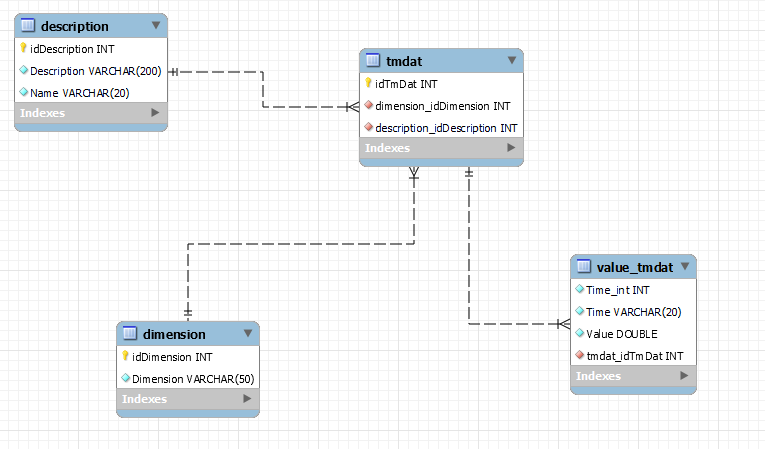 description
idDescription INT
Description VARCHAR(200)
Name VARCHAR(20)
Indexes
tmdat
idTmDat INT
dimension_idDimension INT
description_idDescription INT
Indexes
dimension
idDimension INT
Dimension VARCHAR(50)
Indexes
value_tmdat
Time_int INT
Time VARCHAR(20)
Value DOUBLE
tmdat_idTmDat INT
Indexes